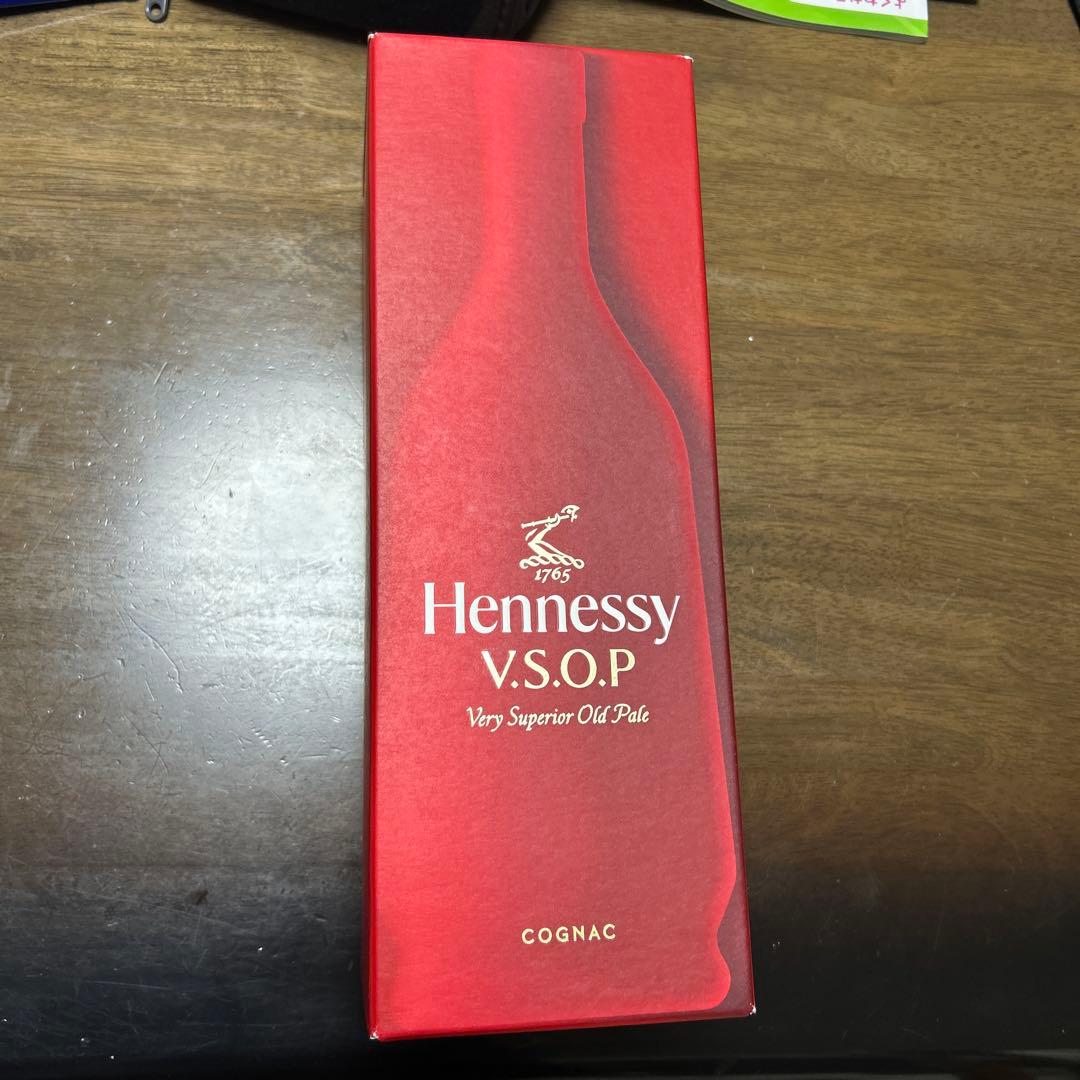 1765
Hennessy
V.S.O.P
Very Superior Old Pale
COGNAC